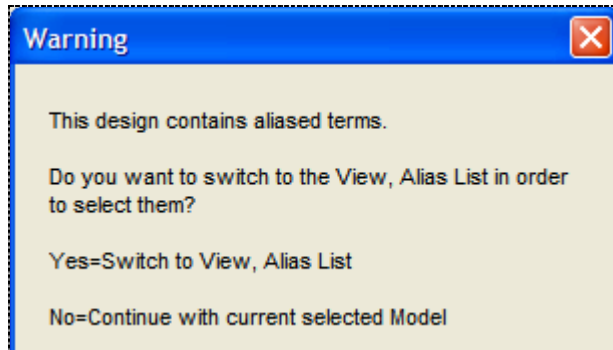 Warning
This design contains aliased terms.
Do you want to switch to the View, Alias List in order
to select them?
Yes=Switch to View, Alias List
No=Continue with current selected Model